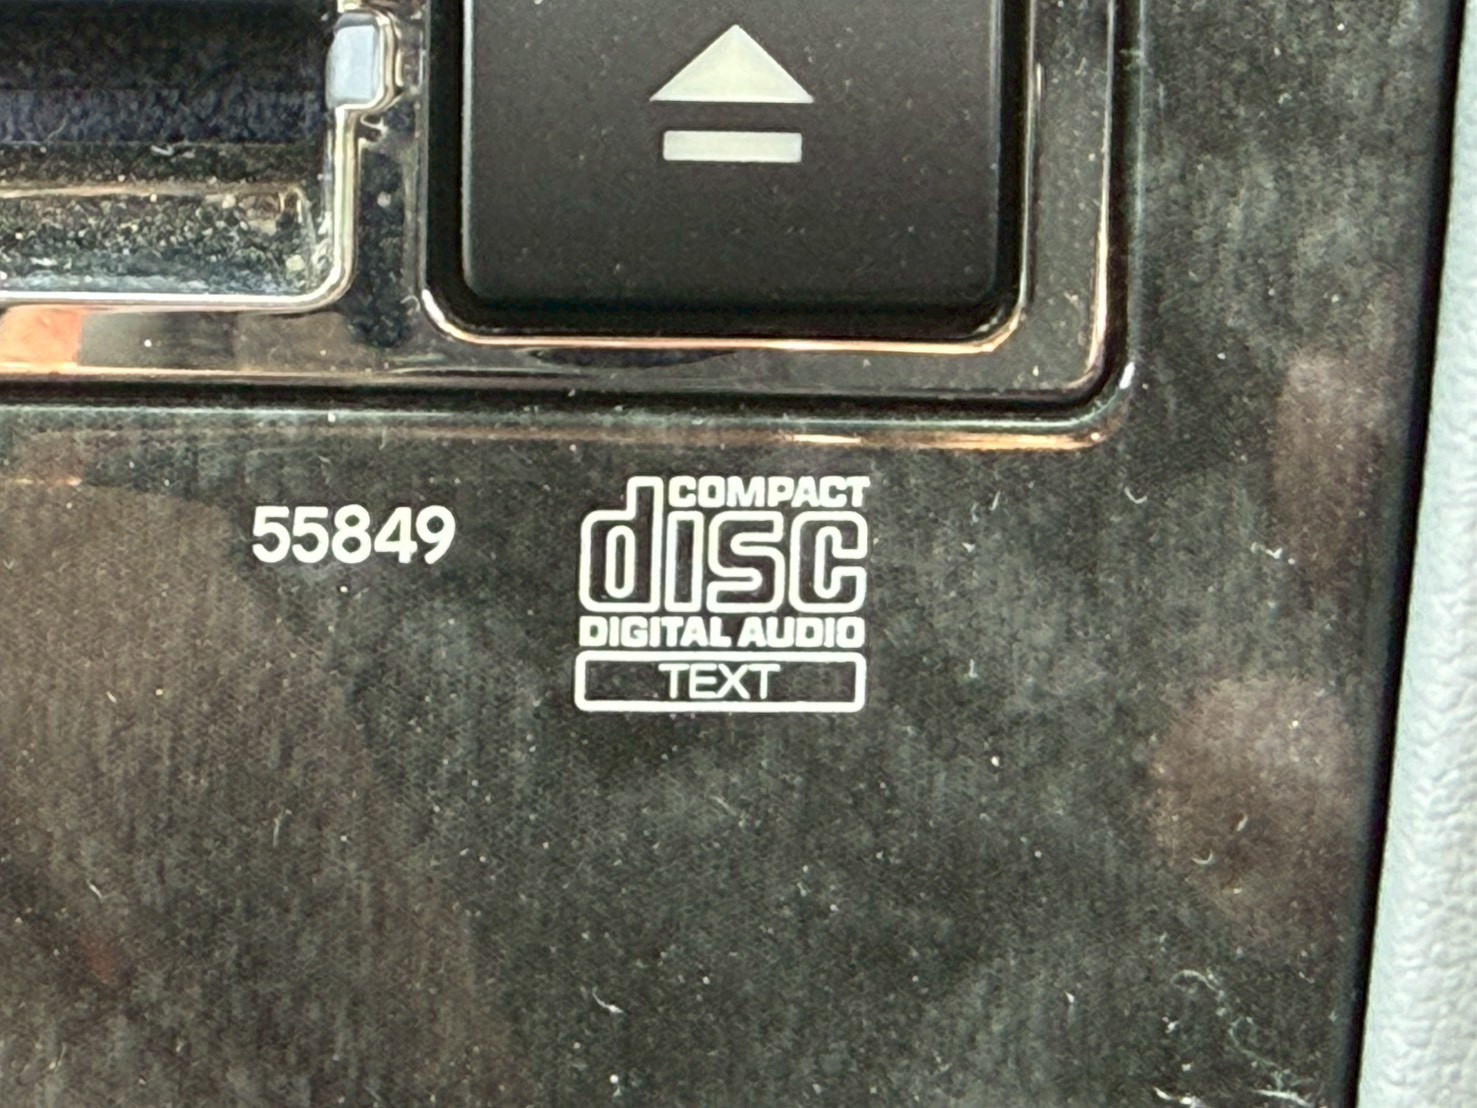 55849
COMPACT
disc
DIGITAL AUDIO
TEXT